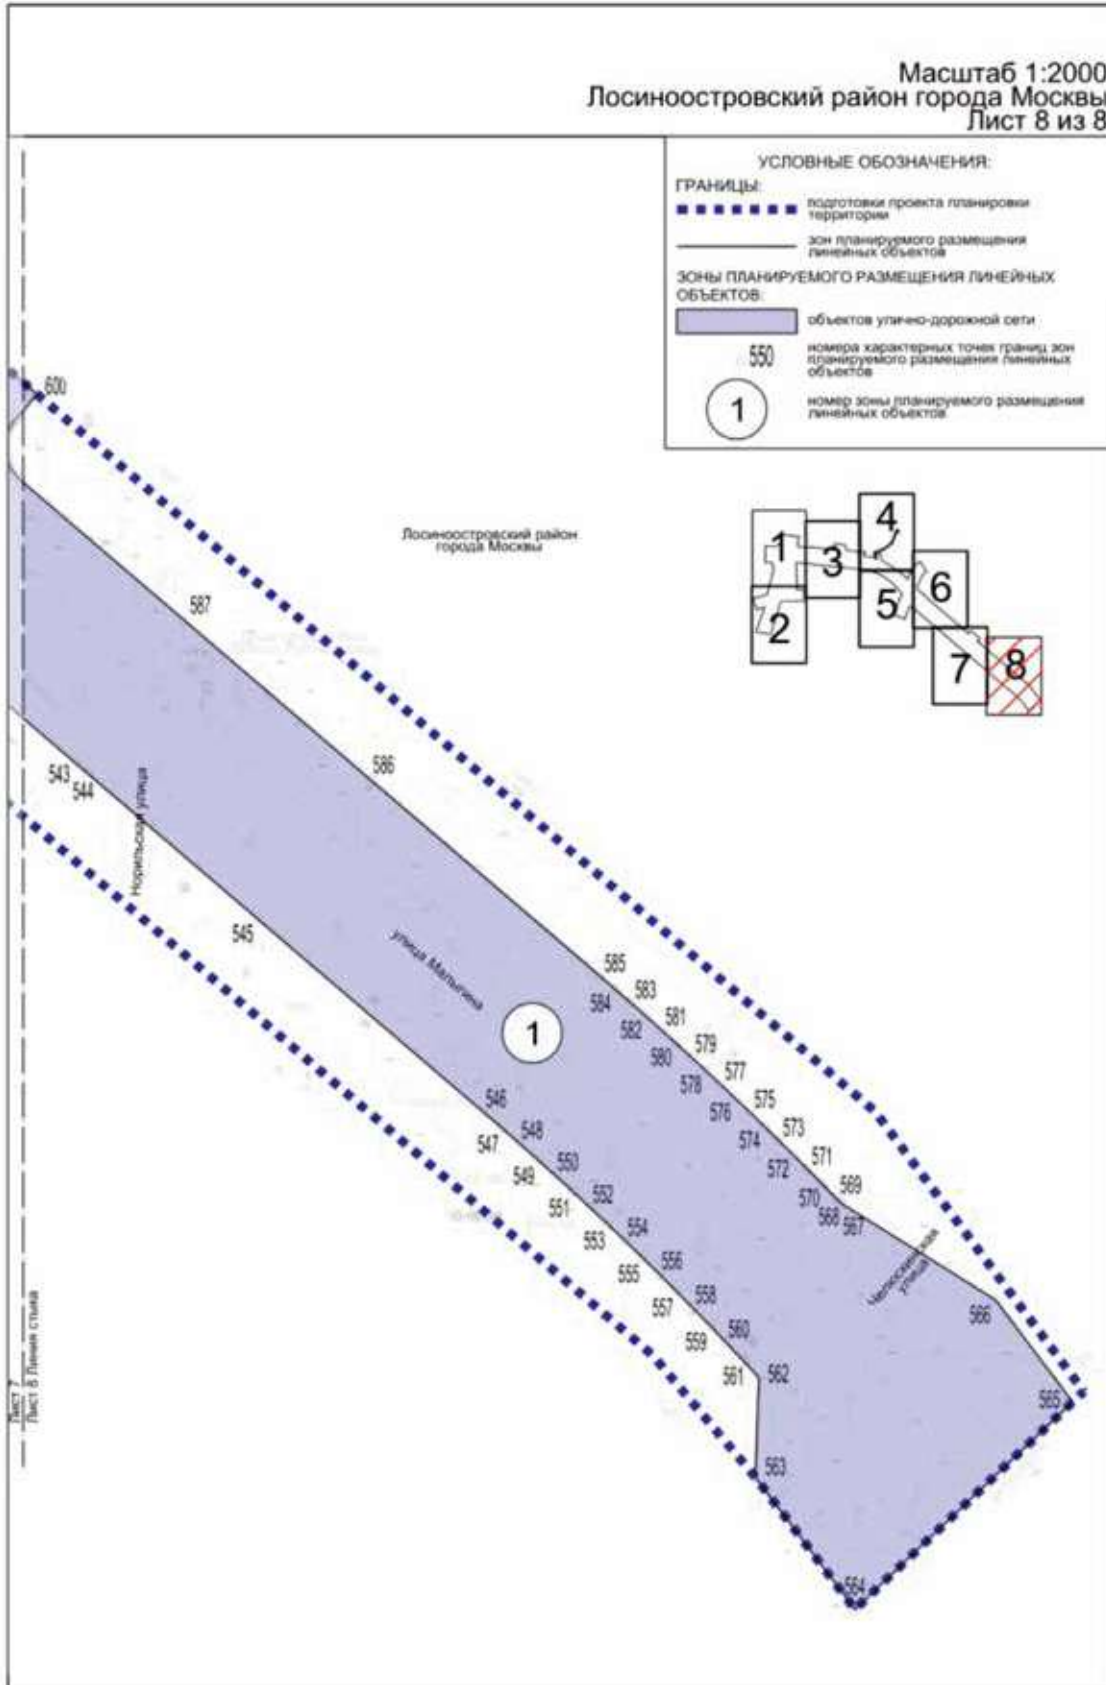 Масштаб 1:2000
Лосиноостровский район города Москвы
Лист 8 из 8
УСЛОВНЫЕ ОБОЗНАЧЕНИЯ:
ГРАНИЦЫ:
подготовки проекта планировки
территории
зон планируемого размещения
линейных объектов
ЗОНЫ ПЛАНИРУЕМОГО РАЗМЕЩЕНИЯ ЛИНЕЙНЫХ
ОБЪЕКТОВ:
объектов улично-дорожной сети
550
номера характерных точек границ зон
планируемого размещения линейных
объектов
1
номер зоны планируемого размещения
линейных объектов
600
Лосиноостровский район
города Москвы
1
2
3
4
5
6
7
8
587
586
543
544
Норильская улица
545
улица Малыгина
1
585
584
583
582
581
580
579
578
577
576
575
574
573
572
571
570
569
568
567
546
547
548
549
550
551
552
553
554
555
556
557
558
559
560
561
562
563
Челюскинская
улица
566
565
564
Лист 7
Лист 8 Линия стыка